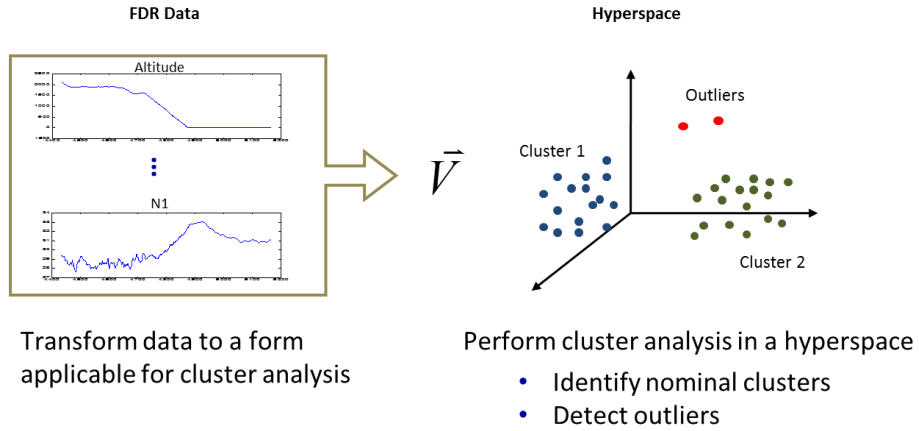 FDR Data
Hyperspace
Altitude
N1
V
Cluster 1
Outliers
Cluster 2
Transform data to a form
applicable for cluster analysis
Perform cluster analysis in a hyperspace
• Identify nominal clusters
• Detect outliers